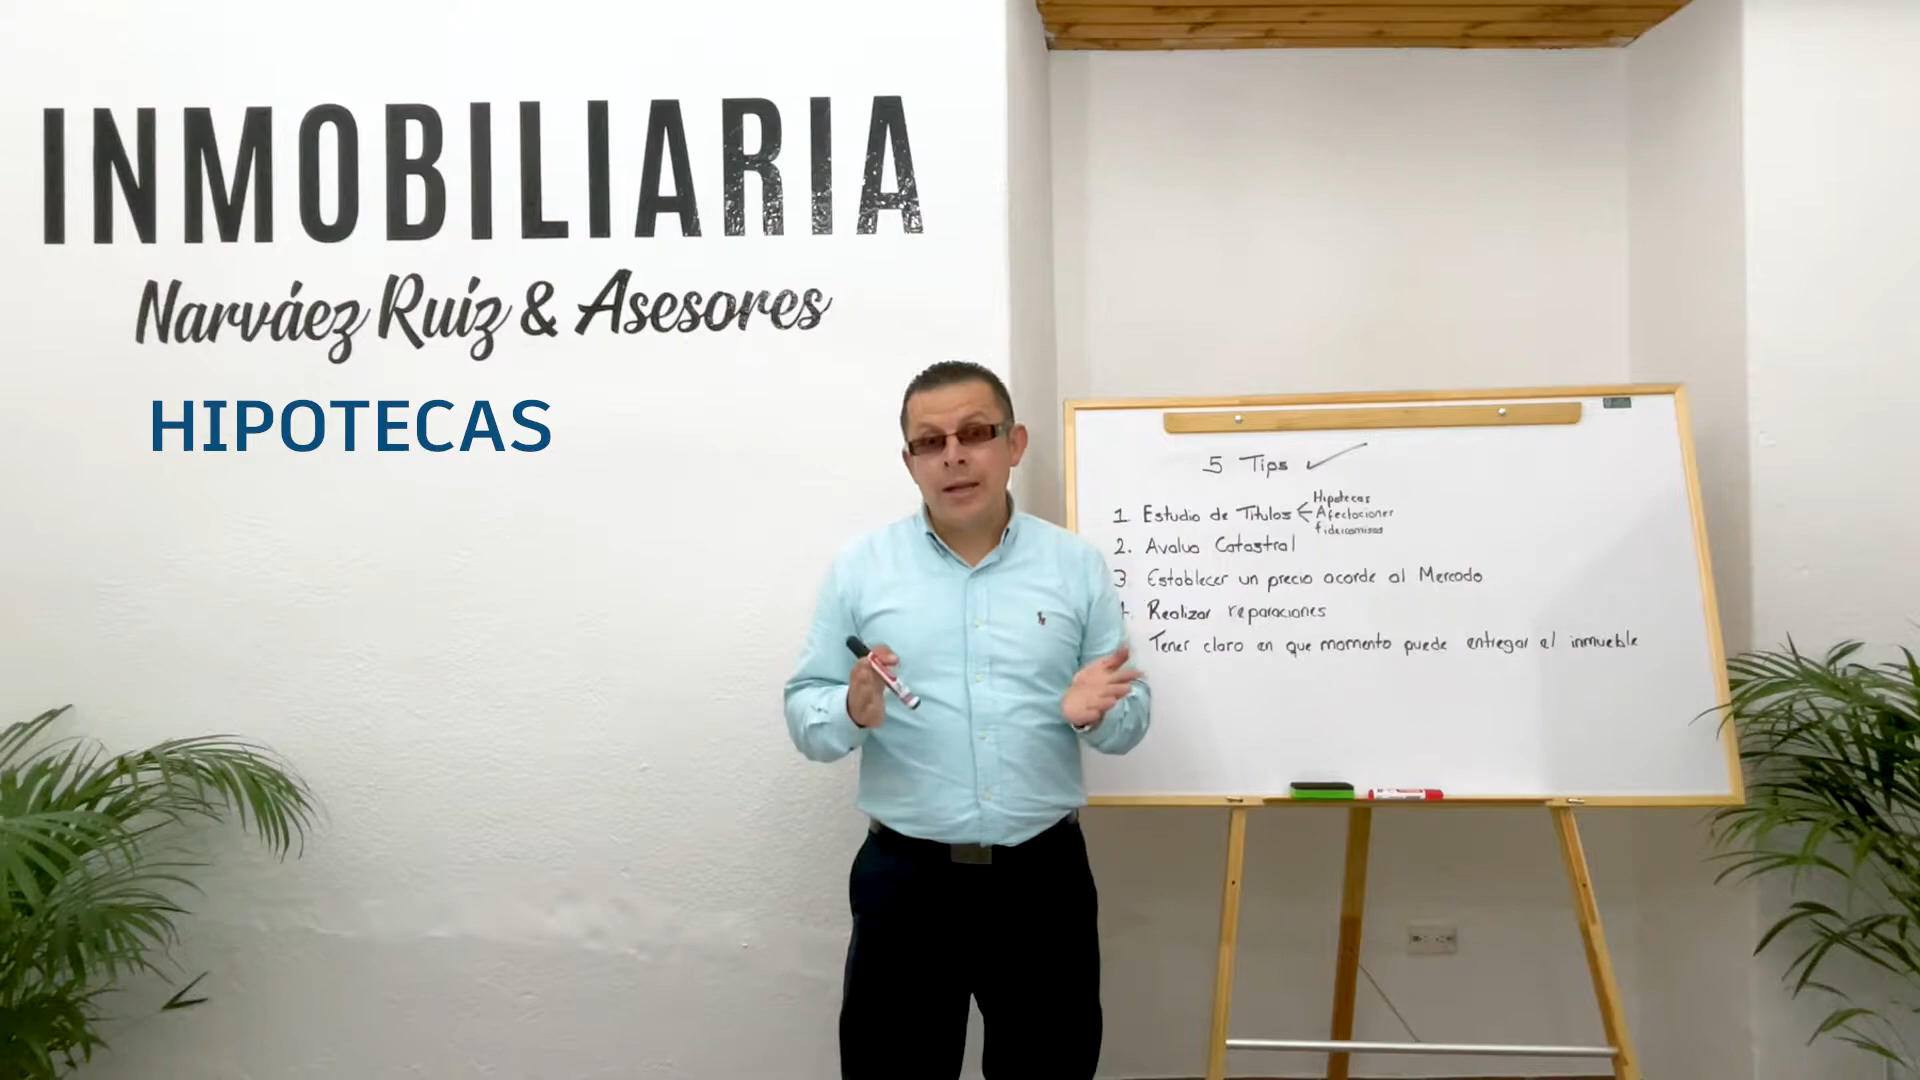 INMOBILIARIA
Narváez Ruíz & Asesores
HIPOTECAS
5 Tips
1 Estudio de Titulos
Hipotecas
Afectaciones
fideicomisos
2. Avaluo Catastral
3 Establecer un precio acorde al Mercado
Realizar reparaciones
Tener claro en que momento puede entregar el inmueble